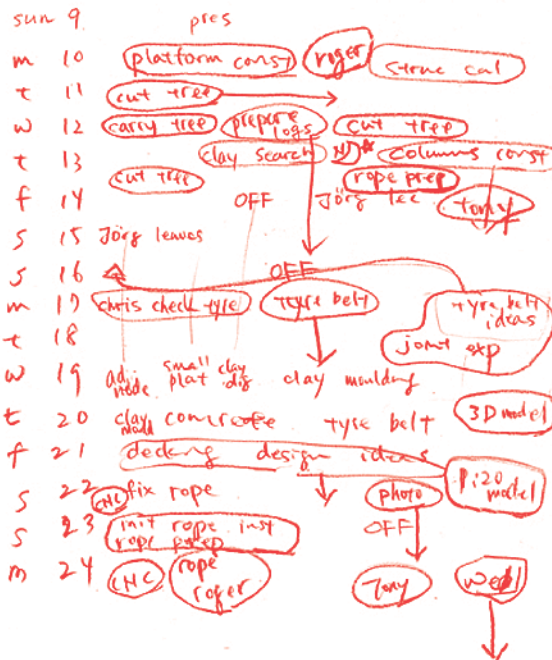 sun 9 pres
m 10 platform const roger struc cal
t 11 cut tree
w 12 carry tree prepare logs cut tree
t 13 clay search columns const
cut tree rope prep
f 14 OFF Jörg lee tony
s 15 Jörg leaves
s 16 OFF
m 17 chris check tyre tyre belt tyre belt ideas
t 18 joint exp
w 19 small plat clay dig clay moulding
t 20 clay concrete tyre belt 3D model
f 21 decking design ideas
s 22 CNC fix rope photo 1:20 model
s 23 init rope inst rope prep OFF
m 24 CNC rope roger Tony